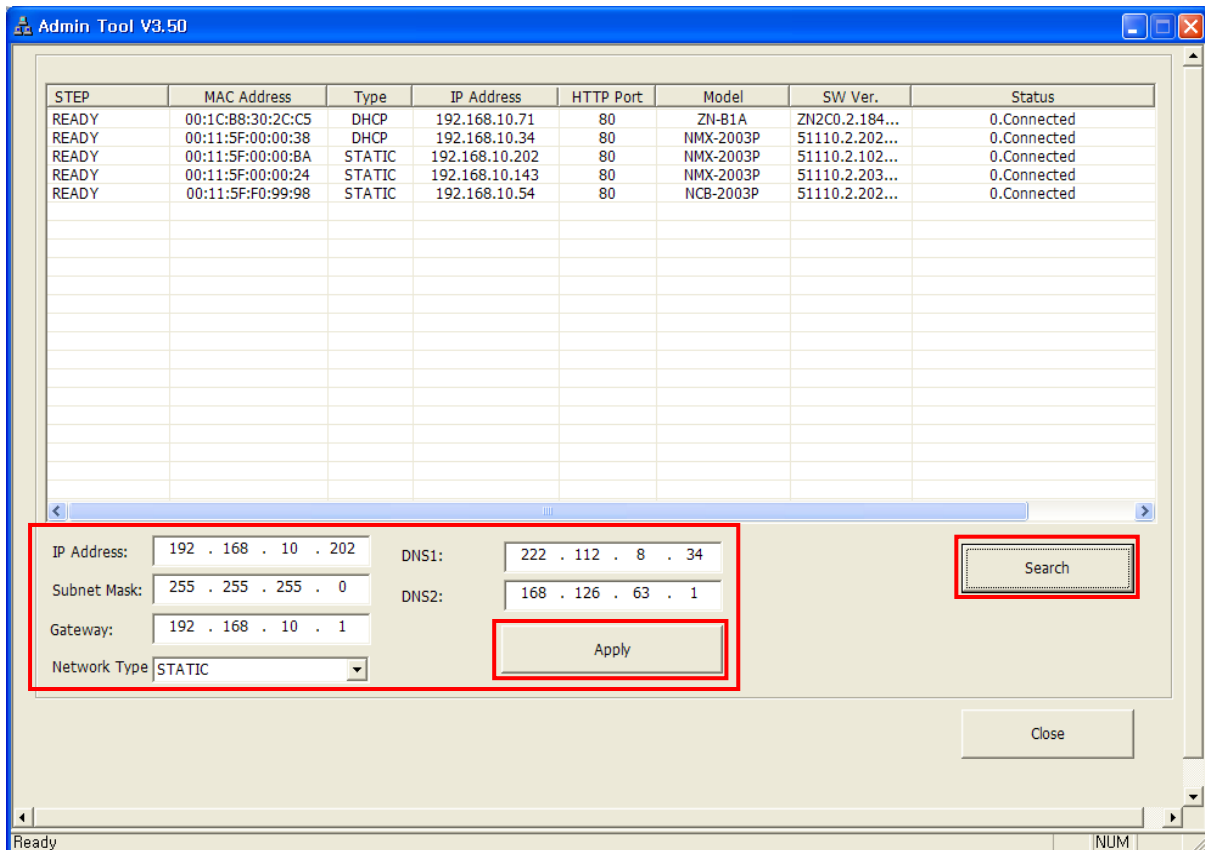 Admin Tool V3.50
STEP MAC Address Type IP Address HTTP Port Model SW Ver. Status
READY 00:1C:B8:30:2C:C5 DHCP 192.168.10.71 80 ZN-B1A ZN2C0.2.184... 0.Connected
READY 00:11:5F:00:00:38 DHCP 192.168.10.34 80 NMX-2003P 51110.2.202... 0.Connected
READY 00:11:5F:00:00:BA STATIC 192.168.10.202 80 NMX-2003P 51110.2.102... 0.Connected
READY 00:11:5F:00:00:24 STATIC 192.168.10.143 80 NMX-2003P 51110.2.203... 0.Connected
READY 00:11:5F:F0:99:98 STATIC 192.168.10.54 80 NCB-2003P 51110.2.202... 0.Connected
IP Address: 192 . 168 . 10 . 202 DNS1: 222 . 112 . 8 . 34
Search
Subnet Mask: 255 . 255 . 255 . 0 DNS2: 168 . 126 . 63 . 1
Gateway: 192 . 168 . 10 . 1
Apply
Network Type STATIC
Close
Ready NUM